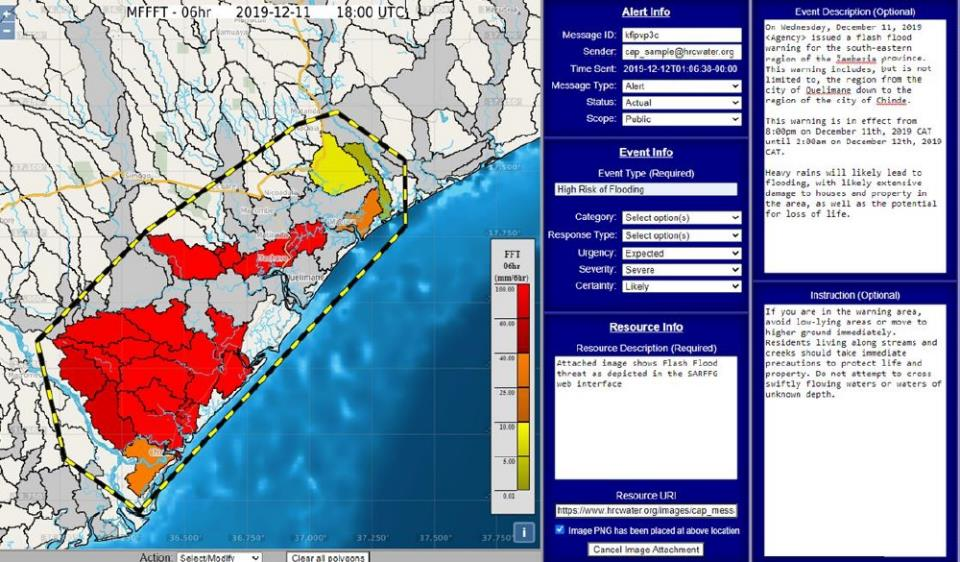 MFFFT - 06hr 2019-12-11 18:00 UTC
Nicoadala
Quelimane
17.500
17.750
FFT
06hr
(mm/6hr)
100.00
60.00
40.00
25.00
10.00
5.00
0.01
36.500
36.750
37.000
37.250
37.500
37.750
i
Action: Select/Modify
Clear all polygons
Alert Info
Message ID: kfpvp3c
Sender: cap_sample@hrcwater.org
Time Sent: 2019-12-12T01:06:38-00:00
Message Type: Alert
Status: Actual
Scope: Public
Event Info
Event Type (Required)
High Risk of Flooding
Category: Select option(s)
Response Type: Select option(s)
Urgency: Expected
Severity: Severe
Certainty: Likely
Resource Info
Resource Description (Required)
Attached image shows Flash Flood
threat as depicted in the SARFFG
web interface
Resource URI
https://www.hrcwater.org/images/cap_mess
Image PNG has been placed at above location
Cancel Image Attachment
Event Description (Optional)
On Wednesday, December 11, 2019
<Agency> issued a flash flood
warning for the south-eastern
region of the Zambezia province.
This warning includes, but is not
limited to, the region from the
city of Quelimane down to the
region of the city of Chinde.
This warning is in effect from
8:00pm on December 11th, 2019 CAT
until 2:00am on December 12th, 2019
CAT.
Heavy rains will likely lead to
flooding, with likely extensive
damage to houses and property in
the area, as well as the potential
for loss of life.
Instruction (Optional)
If you are in the warning area,
avoid low-lying areas or move to
higher ground immediately.
Residents living along streams and
creeks should take immediate
precautions to protect life and
property. Do not attempt to cross
swiftly flowing waters or waters of
unknown depth.